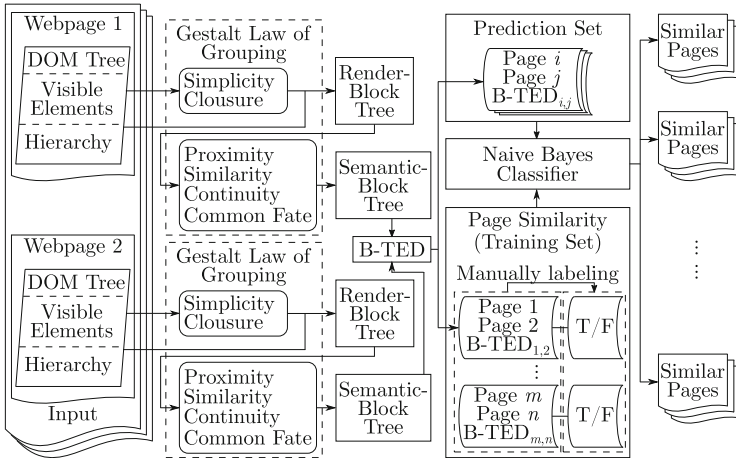 Webpage 1
DOM Tree
Visible
Elements
Hierarchy
Gestalt Law of
Grouping
Simplicity
Clousure
Render-
Block
Tree
Proximity
Similarity
Continuity
Common Fate
Semantic-
Block
Tree
Webpage 2
DOM Tree
Visible
Elements
Hierarchy
Input
Gestalt Law of
Grouping
Simplicity
Clousure
Render-
Block
Tree
Proximity
Similarity
Continuity
Common Fate
Semantic-
Block
Tree
B-TED
Prediction Set
Page i
Page j
B-TED_{i,j}
Naive Bayes
Classifier
Page Similarity
(Training Set)
Manually labeling
Page 1
Page 2
B-TED_{1,2}
T/F
⋮
Page m
Page n
B-TED_{m,n}
T/F
Similar
Pages
Similar
Pages
⋮
Similar
Pages